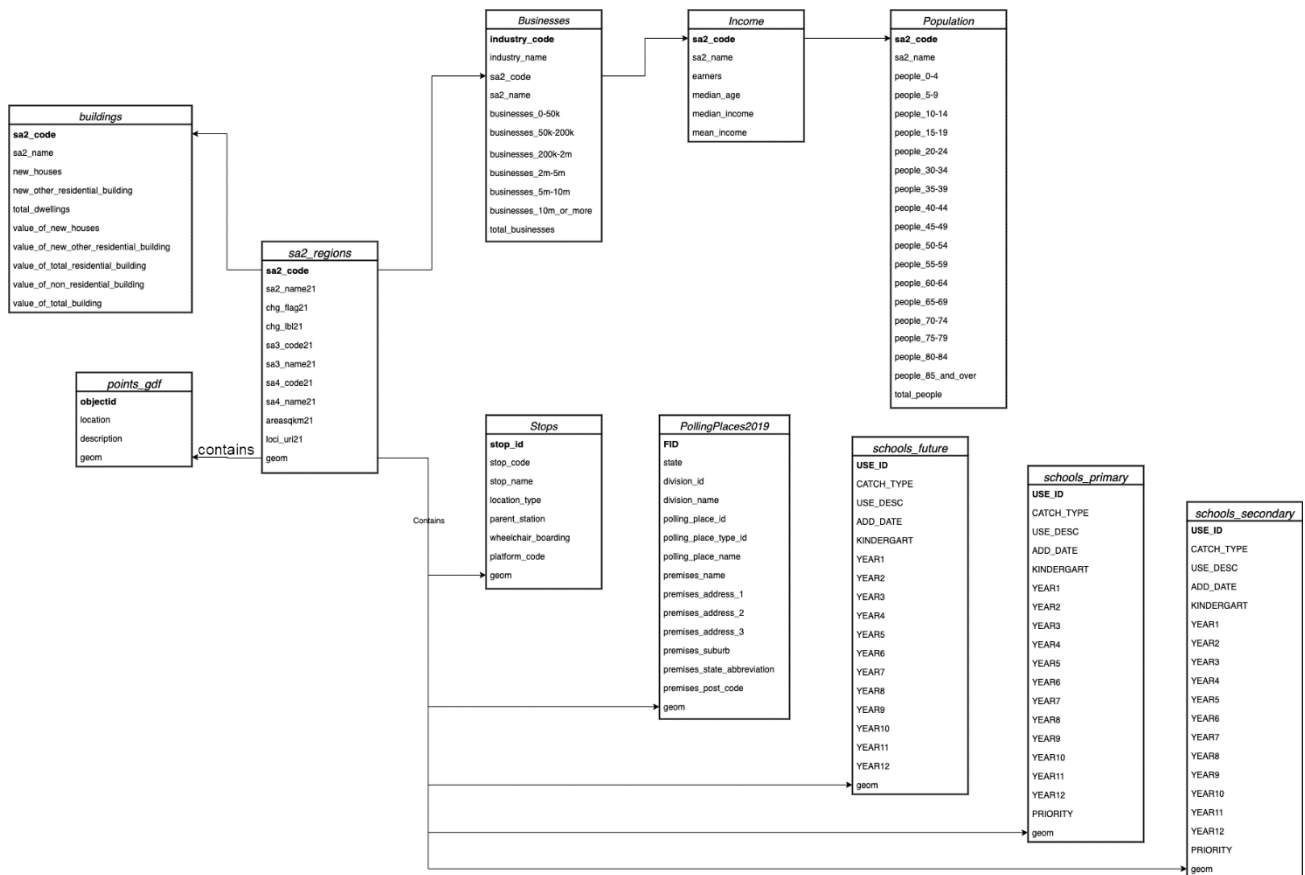 Businesses
industry_code
industry_name
sa2_code
sa2_name
businesses_0-50k
businesses_50k-200k
businesses_200k-2m
businesses_2m-5m
businesses_5m-10m
businesses_10m_or_more
total_businesses
Income
sa2_code
sa2_name
earners
median_age
median_income
mean_income
Population
sa2_code
sa2_name
people_0-4
people_5-9
people_10-14
people_15-19
people_20-24
people_30-34
people_35-39
people_40-44
people_45-49
people_50-54
people_55-59
people_60-64
people_65-69
people_70-74
people_75-79
people_80-84
people_85_and_over
total_people
buildings
sa2_code
sa2_name
new_houses
new_other_residential_building
total_dwellings
value_of_new_houses
value_of_new_other_residential_building
value_of_total_residential_building
value_of_non_residential_building
value_of_total_building
sa2_regions
sa2_code
sa2_name21
chg_flag21
chg_lbl21
sa3_code21
sa3_name21
sa4_code21
sa4_name21
areasqkm21
loci_uri21
geom
points_gdf
objectid
location
description
geom
contains
Contains
Stops
stop_id
stop_code
stop_name
location_type
parent_station
wheelchair_boarding
platform_code
geom
PollingPlaces2019
FID
state
division_id
division_name
polling_place_id
polling_place_type_id
polling_place_name
premises_name
premises_address_1
premises_address_2
premises_address_3
premises_suburb
premises_state_abbreviation
premises_post_code
geom
schools_future
USE_ID
CATCH_TYPE
USE_DESC
ADD_DATE
KINDERGART
YEAR1
YEAR2
YEAR3
YEAR4
YEAR5
YEAR6
YEAR7
YEAR8
YEAR9
YEAR10
YEAR11
YEAR12
geom
schools_primary
USE_ID
CATCH_TYPE
USE_DESC
ADD_DATE
KINDERGART
YEAR1
YEAR2
YEAR3
YEAR4
YEAR5
YEAR6
YEAR7
YEAR8
YEAR9
YEAR10
YEAR11
YEAR12
PRIORITY
geom
schools_secondary
USE_ID
CATCH_TYPE
USE_DESC
ADD_DATE
KINDERGART
YEAR1
YEAR2
YEAR3
YEAR4
YEAR5
YEAR6
YEAR7
YEAR8
YEAR9
YEAR10
YEAR11
YEAR12
PRIORITY
geom